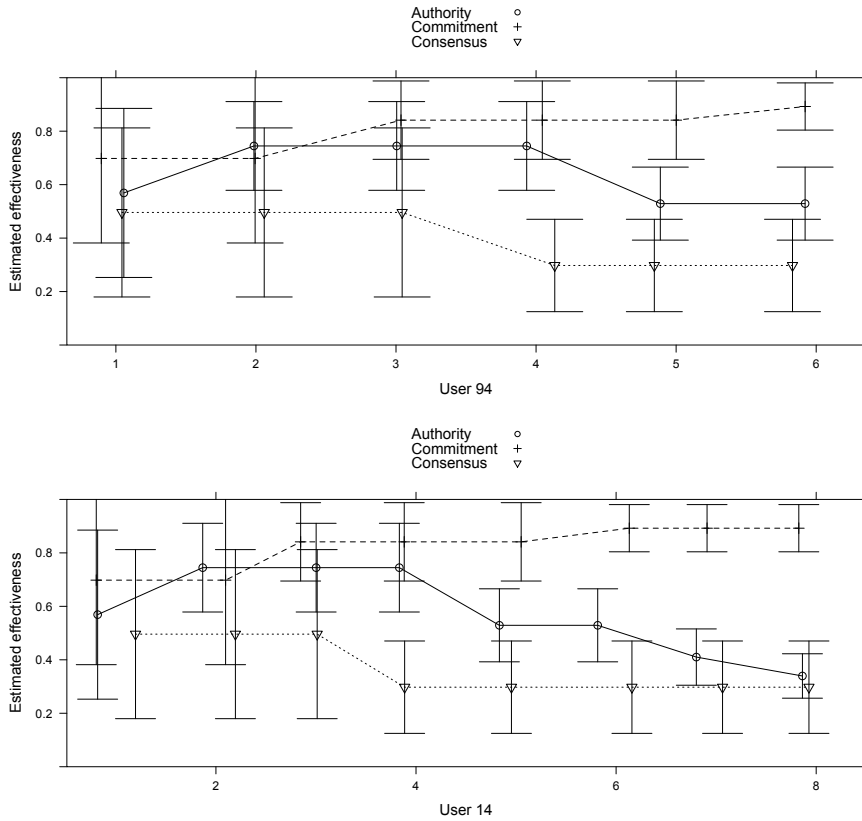 Authority
Commitment
Consensus
Estimated effectiveness
0.8
0.6
0.4
0.2
1 2 3 4 5 6
User 94
Authority
Commitment
Consensus
Estimated effectiveness
0.8
0.6
0.4
0.2
2 4 6 8
User 14